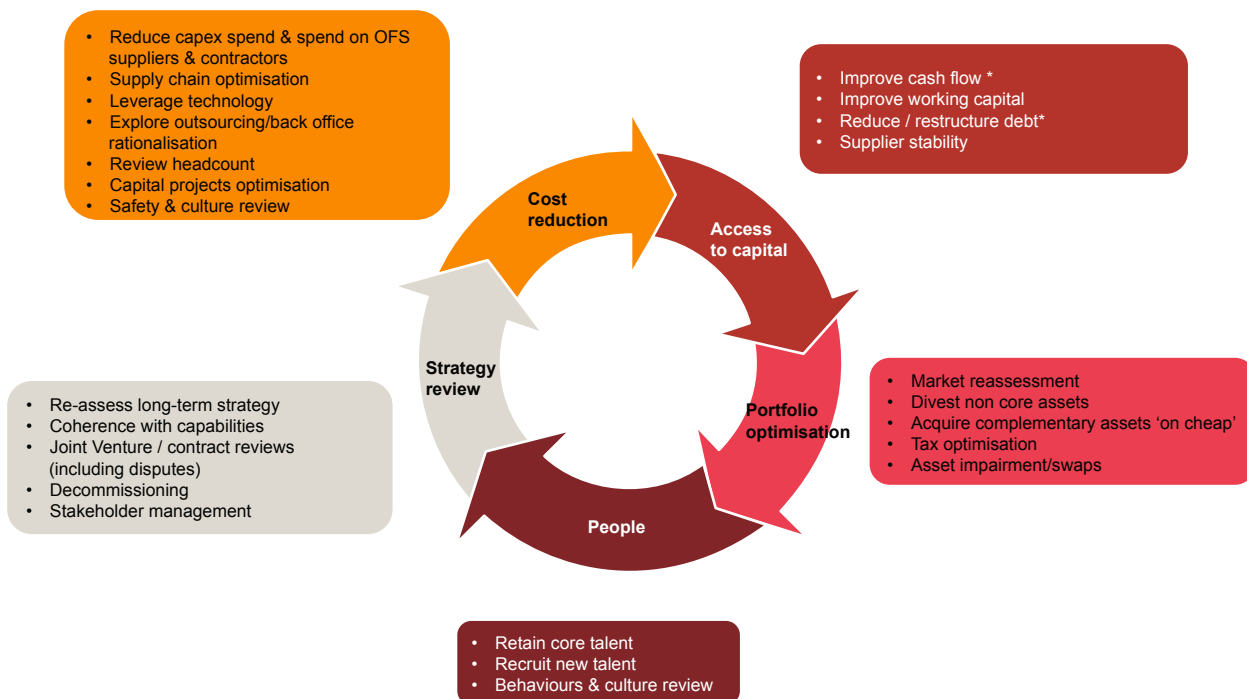 • Reduce capex spend & spend on OFS
suppliers & contractors
• Supply chain optimisation
• Leverage technology
• Explore outsourcing/back office
rationalisation
• Review headcount
• Capital projects optimisation
• Safety & culture review
• Improve cash flow *
• Improve working capital
• Reduce / restructure debt*
• Supplier stability
Cost
reduction
Access
to capital
Strategy
review
Portfolio
optimisation
People
• Re-assess long-term strategy
• Coherence with capabilities
• Joint Venture / contract reviews
(including disputes)
• Decommissioning
• Stakeholder management
• Market reassessment
• Divest non core assets
• Acquire complementary assets ‘on cheap’
• Tax optimisation
• Asset impairment/swaps
• Retain core talent
• Recruit new talent
• Behaviours & culture review